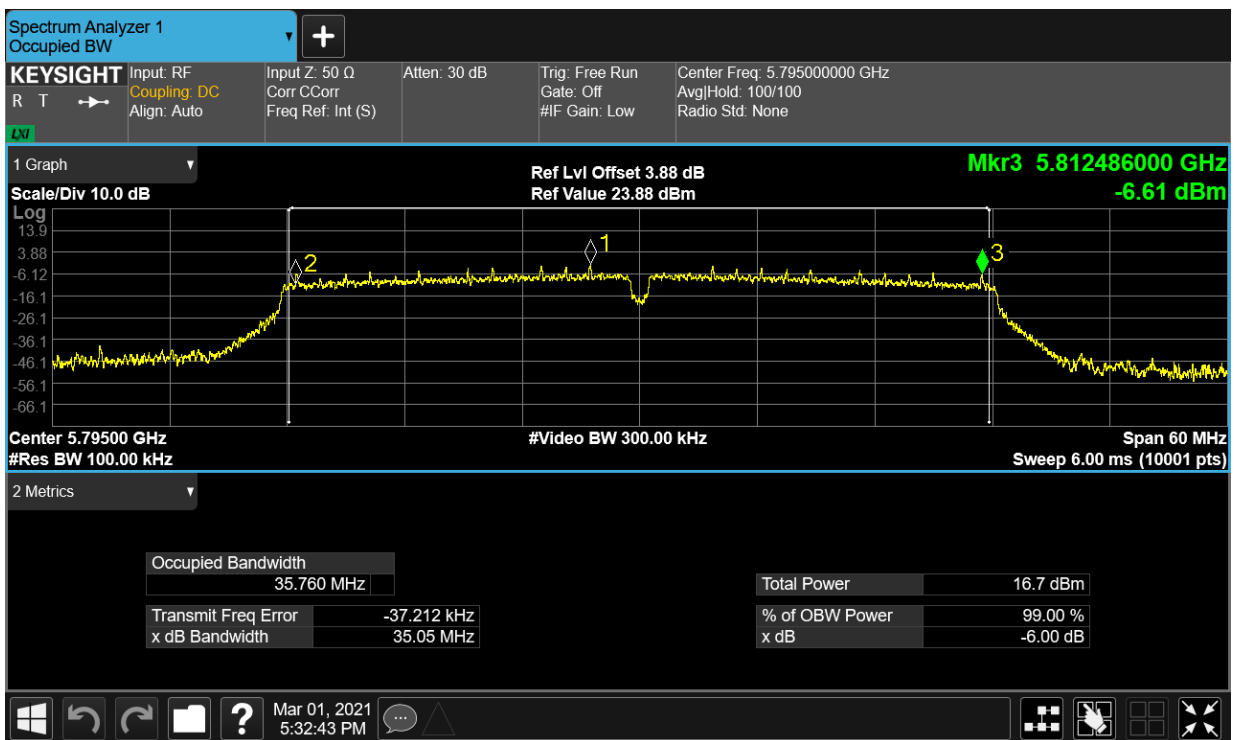 Spectrum Analyzer 1
Occupied BW
+
KEYSIGHT
R T
LXI
Input: RF
Coupling: DC
Align: Auto
Input Z: 50 Ω
Corr CCorr
Freq Ref: Int (S)
Atten: 30 dB
Trig: Free Run
Gate: Off
#IF Gain: Low
Center Freq: 5.795000000 GHz
Avg|Hold: 100/100
Radio Std: None
1 Graph
Scale/Div 10.0 dB
Ref Lvl Offset 3.88 dB
Ref Value 23.88 dBm
Mkr3 5.812486000 GHz
-6.61 dBm
Log
13.9
3.88
-6.12
-16.1
-26.1
-36.1
-46.1
-56.1
-66.1
2
1
3
Center 5.79500 GHz
#Res BW 100.00 kHz
#Video BW 300.00 kHz
Span 60 MHz
Sweep 6.00 ms (10001 pts)
2 Metrics
Occupied Bandwidth
35.760 MHz
Transmit Freq Error -37.212 kHz
x dB Bandwidth 35.05 MHz
Total Power 16.7 dBm
% of OBW Power 99.00 %
x dB -6.00 dB
?
Mar 01, 2021
5:32:43 PM